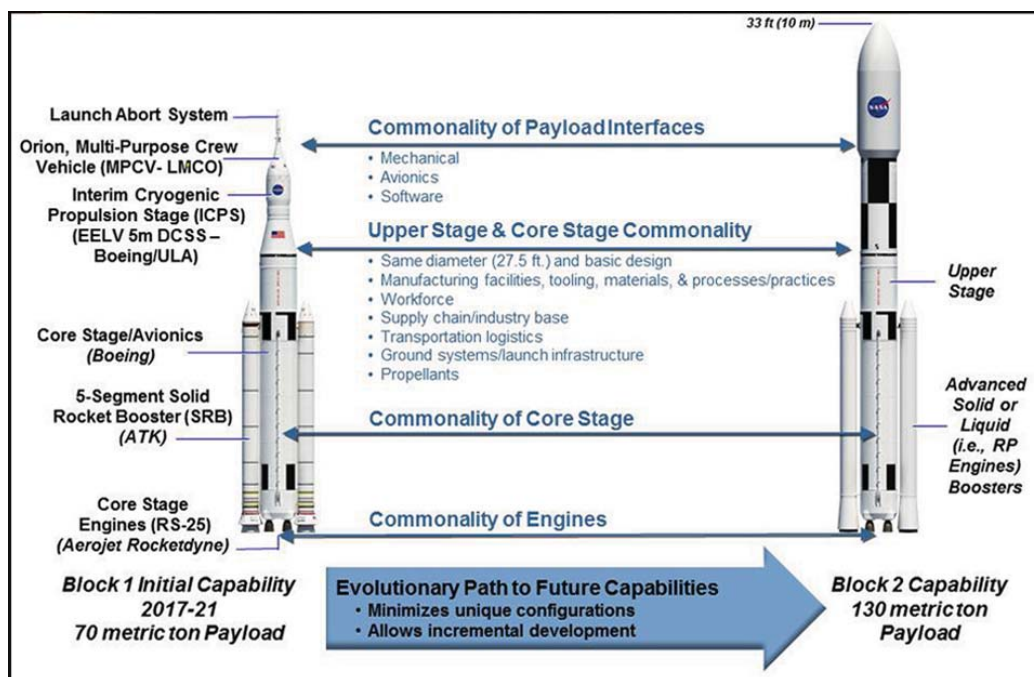 33 ft (10 m)
NASA
Launch Abort System
Orion, Multi-Purpose Crew
Vehicle (MPCV- LMCO)
Interim Cryogenic
Propulsion Stage (ICPS)
(EELV 5m DCSS –
Boeing/ULA)
NASA
Core Stage/Avionics
(Boeing)
5-Segment Solid
Rocket Booster (SRB)
(ATK)
Core Stage
Engines (RS-25)
(Aerojet Rocketdyne)
Commonality of Payload Interfaces
• Mechanical
• Avionics
• Software
Upper Stage & Core Stage Commonality
• Same diameter (27.5 ft.) and basic design
• Manufacturing facilities, tooling, materials, & processes/practices
• Workforce
• Supply chain/industry base
• Transportation logistics
• Ground systems/launch infrastructure
• Propellants
Commonality of Core Stage
Commonality of Engines
Upper
Stage
Advanced
Solid or
Liquid
(i.e., RP
Engines)
Boosters
Block 1 Initial Capability
2017-21
70 metric ton Payload
Evolutionary Path to Future Capabilities
• Minimizes unique configurations
• Allows incremental development
Block 2 Capability
130 metric ton
Payload